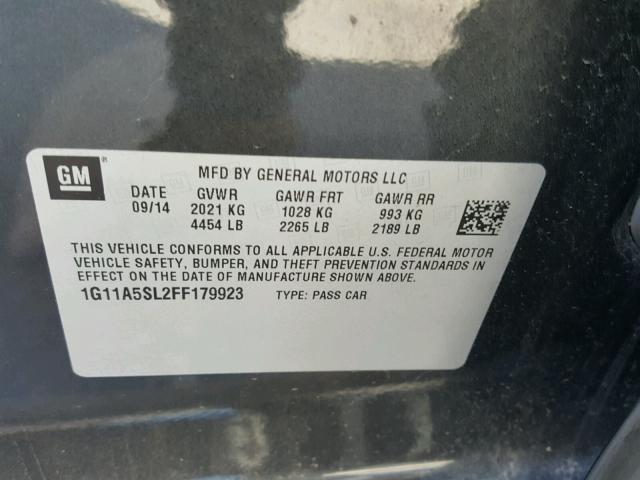 GM ®
MFD BY GENERAL MOTORS LLC
DATE GVWR GAWR FRT GAWR RR
09/14 2021 KG 1028 KG 993 KG
4454 LB 2265 LB 2189 LB
THIS VEHICLE CONFORMS TO ALL APPLICABLE U.S. FEDERAL MOTOR
VEHICLE SAFETY, BUMPER, AND THEFT PREVENTION STANDARDS IN
EFFECT ON THE DATE OF MANUFACTURE SHOWN ABOVE.
1G11A5SL2FF179923 TYPE: PASS CAR